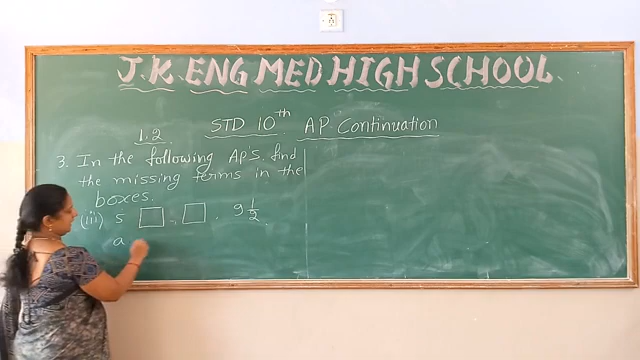 J.K. ENG MED HIGH SCHOOL
STD 10th A.P. Continuation
1.2
3. In the following AP'S, find
the missing terms in the
boxes.
(iii) 5 □, □, 9 1/2
a